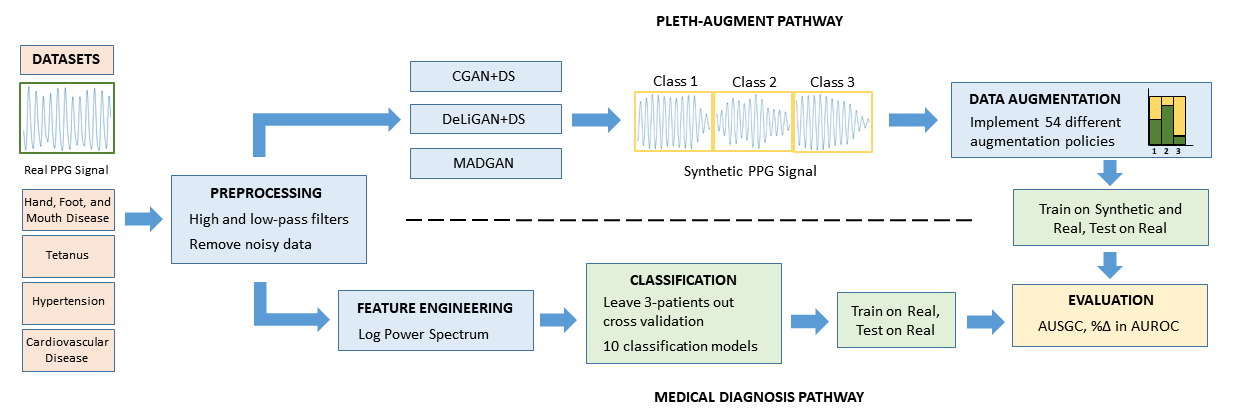 PLETH-AUGMENT PATHWAY
DATASETS
Real PPG Signal
Hand, Foot, and
Mouth Disease
Tetanus
Hypertension
Cardiovascular
Disease
PREPROCESSING
High and low-pass filters
Remove noisy data
CGAN+DS
DeLiGAN+DS
MADGAN
Class 1
Class 2
Class 3
Synthetic PPG Signal
DATA AUGMENTATION
Implement 54 different
augmentation policies
1 2 3
Train on Synthetic and
Real, Test on Real
FEATURE ENGINEERING
Log Power Spectrum
CLASSIFICATION
Leave 3-patients out
cross validation
10 classification models
Train on Real,
Test on Real
EVALUATION
AUSGC, %Δ in AUROC
MEDICAL DIAGNOSIS PATHWAY